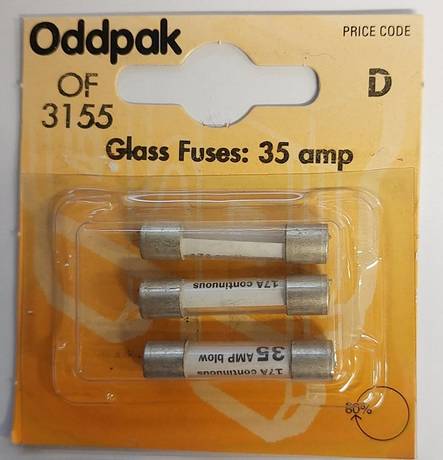 Oddpak
PRICE CODE
OF
3155
D
Glass Fuses: 35 amp
17A continuous
17A continuous
35 AMP blow
60%